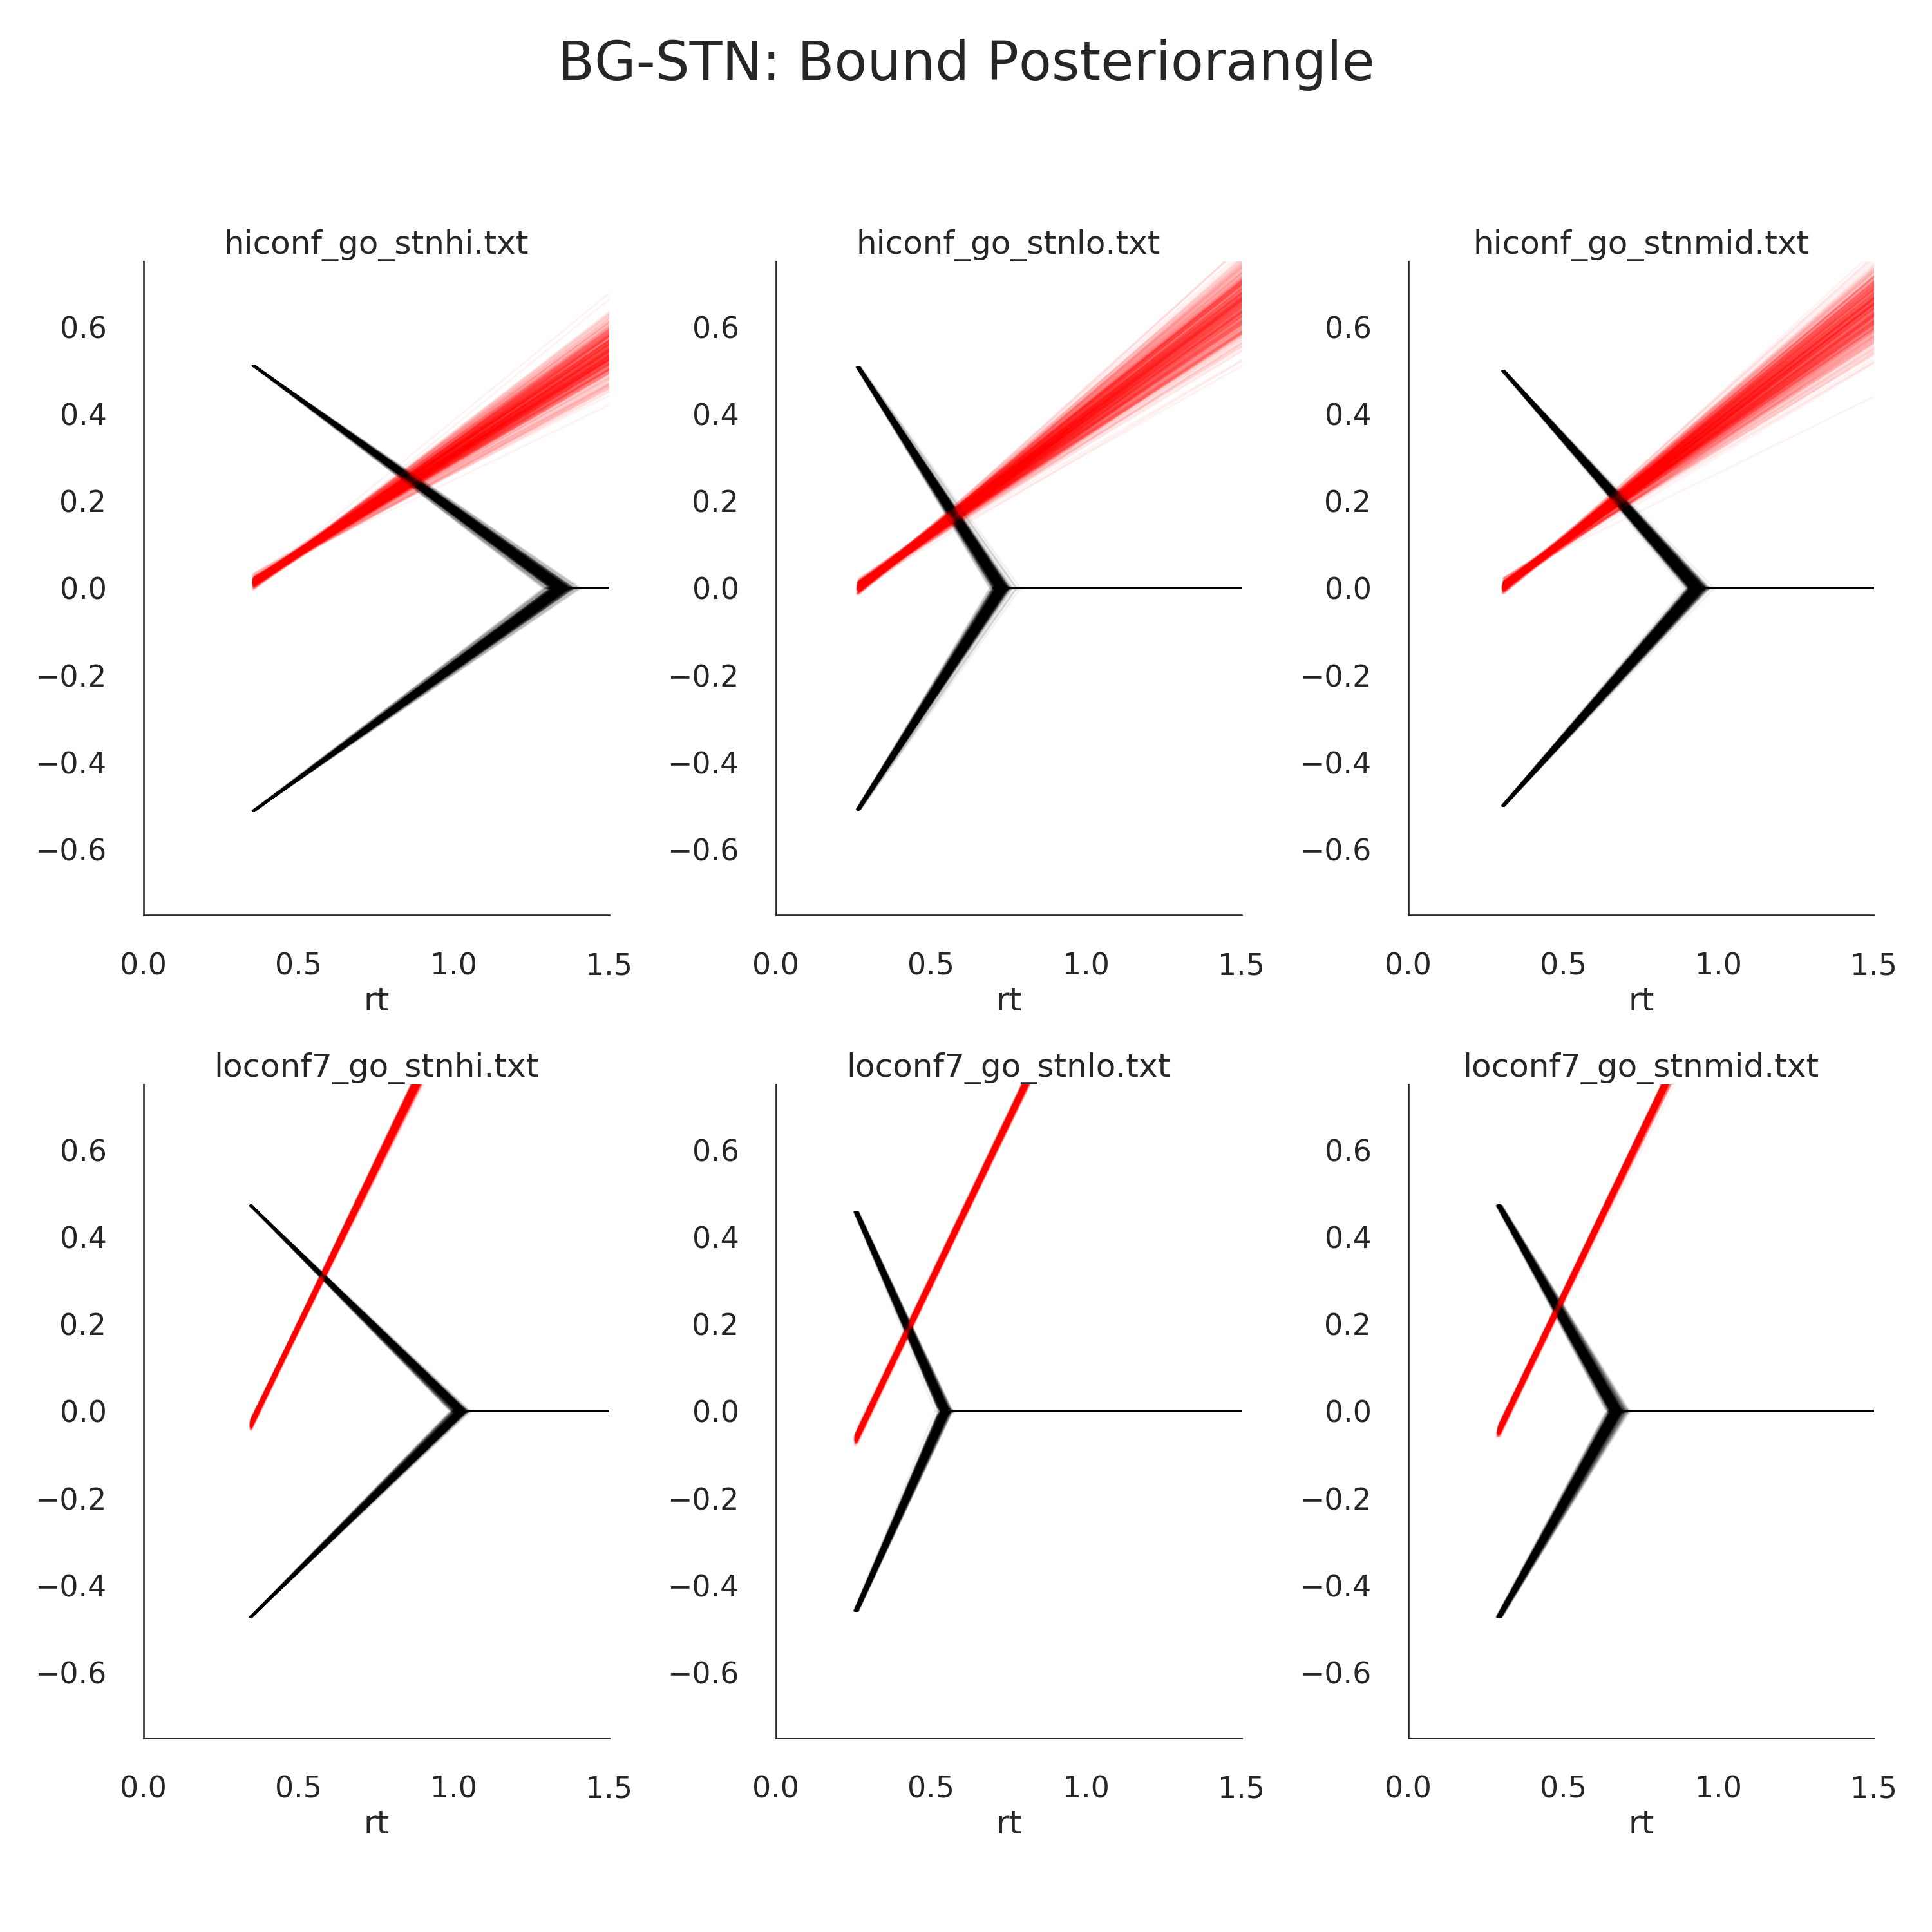 BG-STN: Bound Posteriorangle
hiconf_go_stnhi.txt hiconf_go_stnlo.txt hiconf_go_stnmid.txt
0.6 0.6 0.6
0.4 0.4 0.4
0.2 0.2 0.2
0.0 0.0 0.0
−0.2 −0.2 −0.2
−0.4 −0.4 −0.4
−0.6 −0.6 −0.6
0.0 0.5 1.0 1.5 0.0 0.5 1.0 1.5 0.0 0.5 1.0 1.5
rt rt rt
loconf7_go_stnhi.txt loconf7_go_stnlo.txt loconf7_go_stnmid.txt
0.6 0.6 0.6
0.4 0.4 0.4
0.2 0.2 0.2
0.0 0.0 0.0
−0.2 −0.2 −0.2
−0.4 −0.4 −0.4
−0.6 −0.6 −0.6
0.0 0.5 1.0 1.5 0.0 0.5 1.0 1.5 0.0 0.5 1.0 1.5
rt rt rt